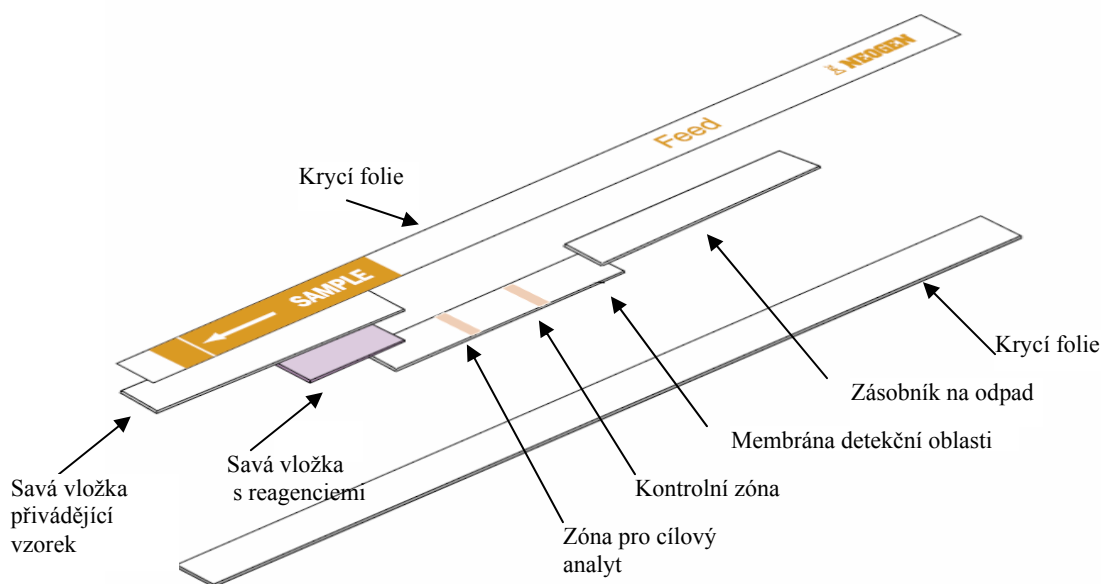 NEOGEN
Feed
Krycí folie
SAMPLE
Krycí folie
Zásobník na odpad
Membrána detekční oblasti
Savá vložka
s reagenciemi
Kontrolní zóna
Savá vložka
přivádějící
vzorek
Zóna pro cílový
analyt